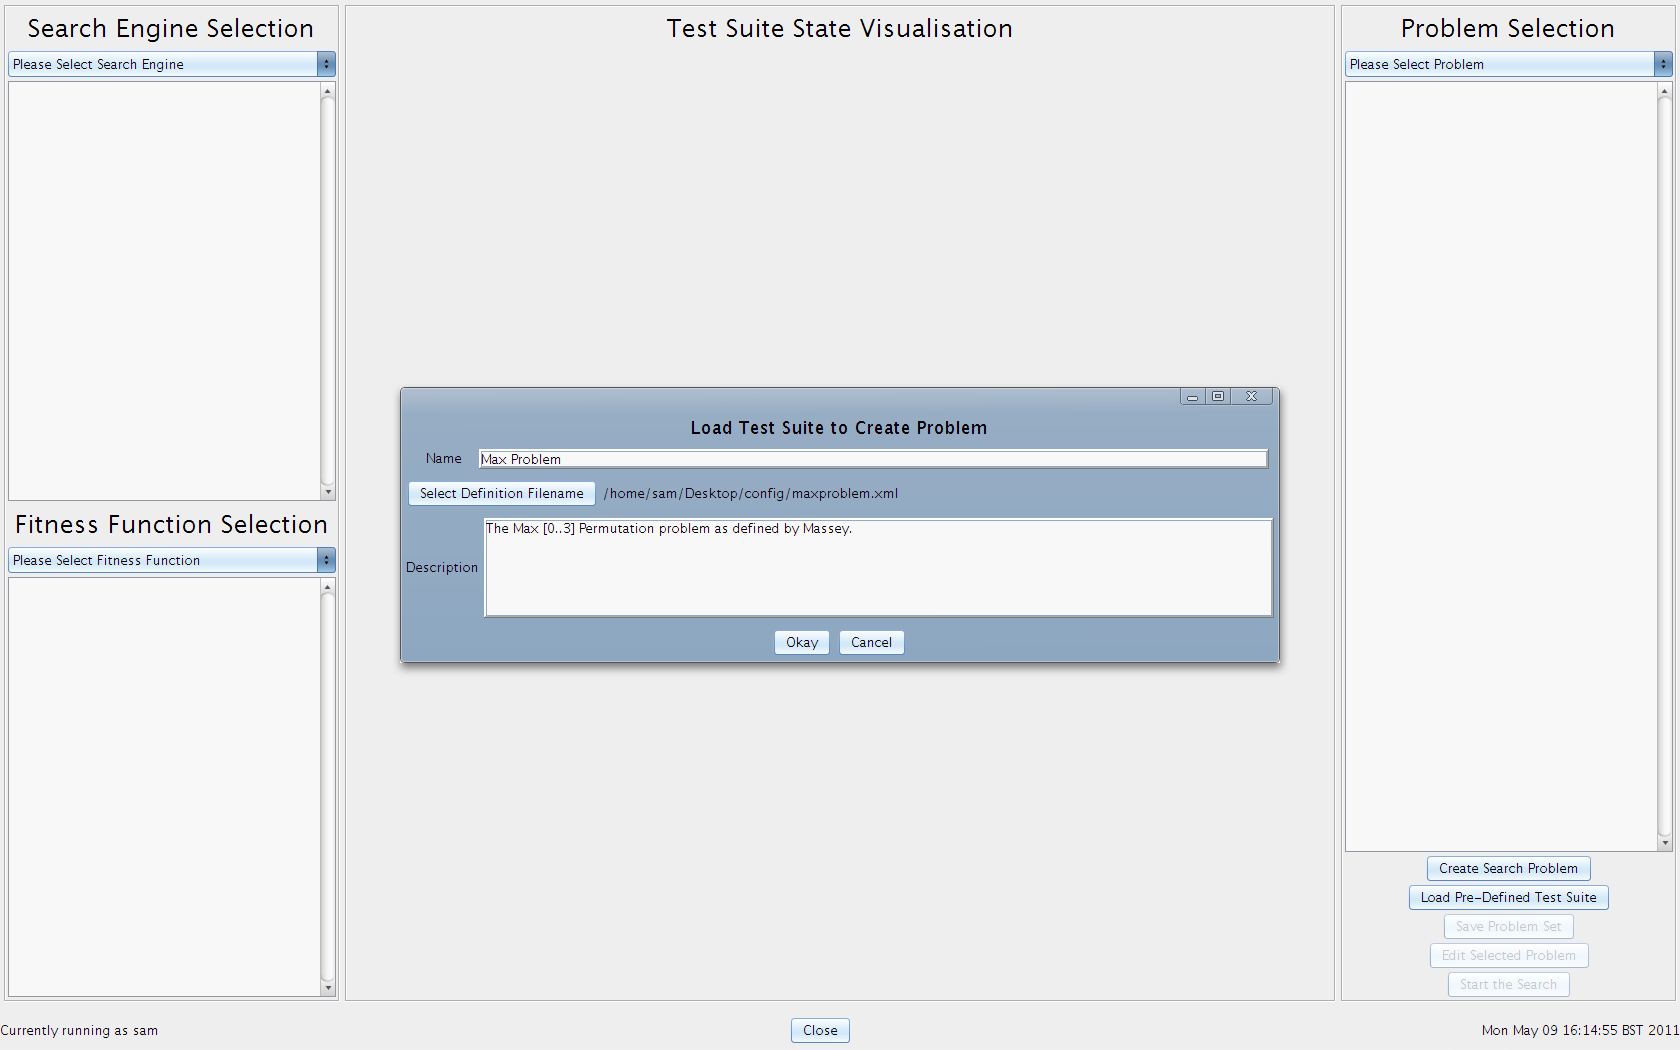 Search Engine Selection
Please Select Search Engine
Fitness Function Selection
Please Select Fitness Function
Test Suite State Visualisation
Load Test Suite to Create Problem
Name Max Problem
Select Definition Filename /home/sam/Desktop/config/maxproblem.xml
Description The Max [0..3] Permutation problem as defined by Massey.
Okay Cancel
Problem Selection
Please Select Problem
Create Search Problem
Load Pre-Defined Test Suite
Save Problem Set
Edit Selected Problem
Start the Search
Currently running as sam Close Mon May 09 16:14:55 BST 2011